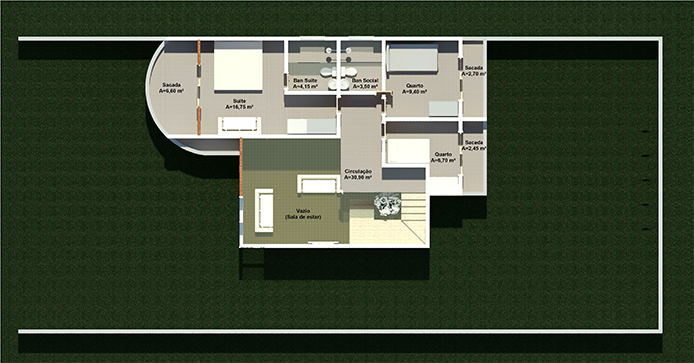 Sacada
A=6,60 m²
Suíte
A=16,75 m²
Ban Suíte
A=4,15 m²
Ban Social
A=3,50 m²
Quarto
A=9,40 m²
Sacada
A=2,70 m²
Quarto
A=6,70 m²
Sacada
A=2,45 m²
Circulação
A=30,90 m²
Vazio
(Sala de estar)